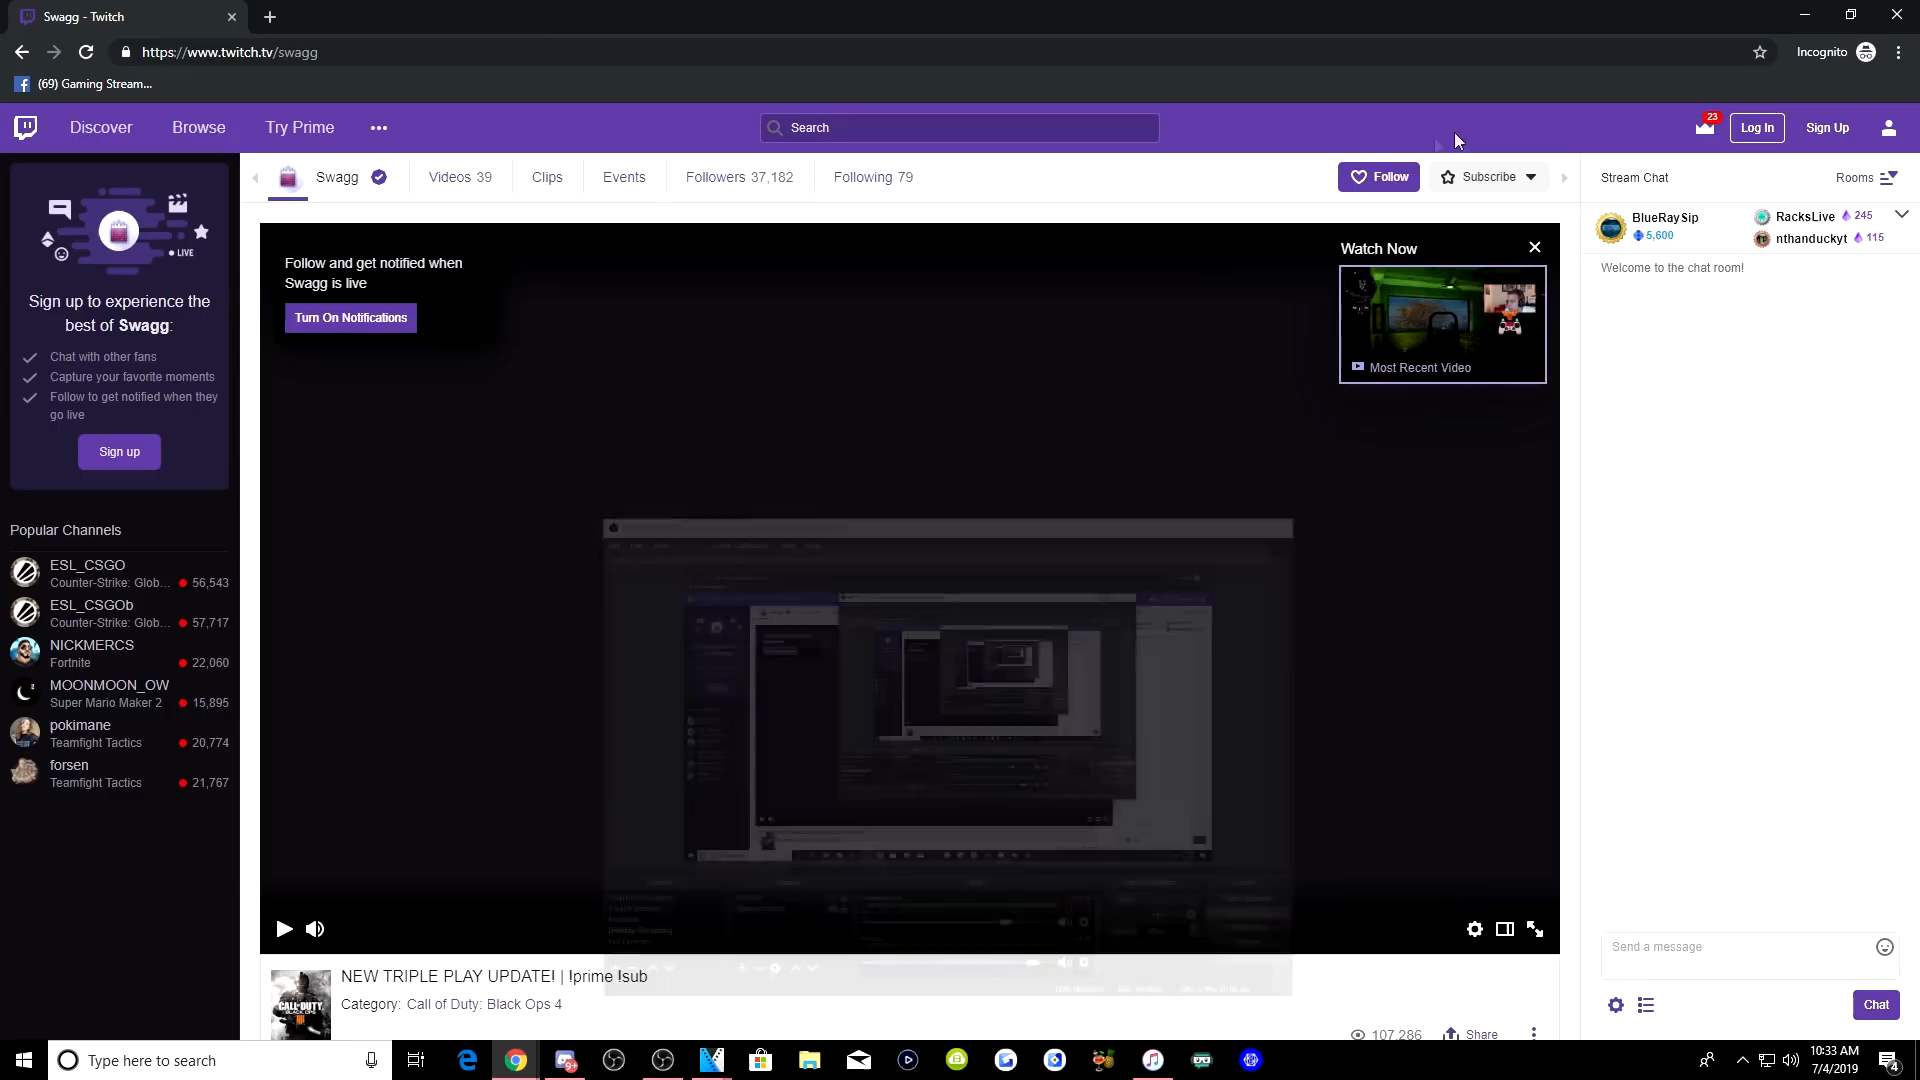 Swagg - Twitch
https://www.twitch.tv/swagg
Incognito
(69) Gaming Stream...
Discover
Browse
Try Prime
Search
23
Log In
Sign Up
Swagg
Videos 39
Clips
Events
Followers 37,182
Following 79
Follow
Subscribe
Stream Chat
Rooms
LIVE
Sign up to experience the
best of Swagg:
Chat with other fans
Capture your favorite moments
Follow to get notified when they
go live
Sign up
Popular Channels
ESL_CSGO
Counter-Strike: Glob... 56,543
ESL_CSGOb
Counter-Strike: Glob... 57,717
NICKMERCS
Fortnite 22,060
MOONMOON_OW
Super Mario Maker 2 15,895
pokimane
Teamfight Tactics 20,774
forsen
Teamfight Tactics 21,767
Follow and get notified when
Swagg is live
Turn On Notifications
Watch Now
Most Recent Video
BlueRaySip
5,600
RacksLive 245
nthanduckyt 115
Welcome to the chat room!
NEW TRIPLE PLAY UPDATE! | !prime !sub
Category: Call of Duty: Black Ops 4
CALL OF DUTY
BLACK OPS
IIII
107,286
Share
Send a message
Chat
Type here to search
9+
10:33 AM
7/4/2019
4